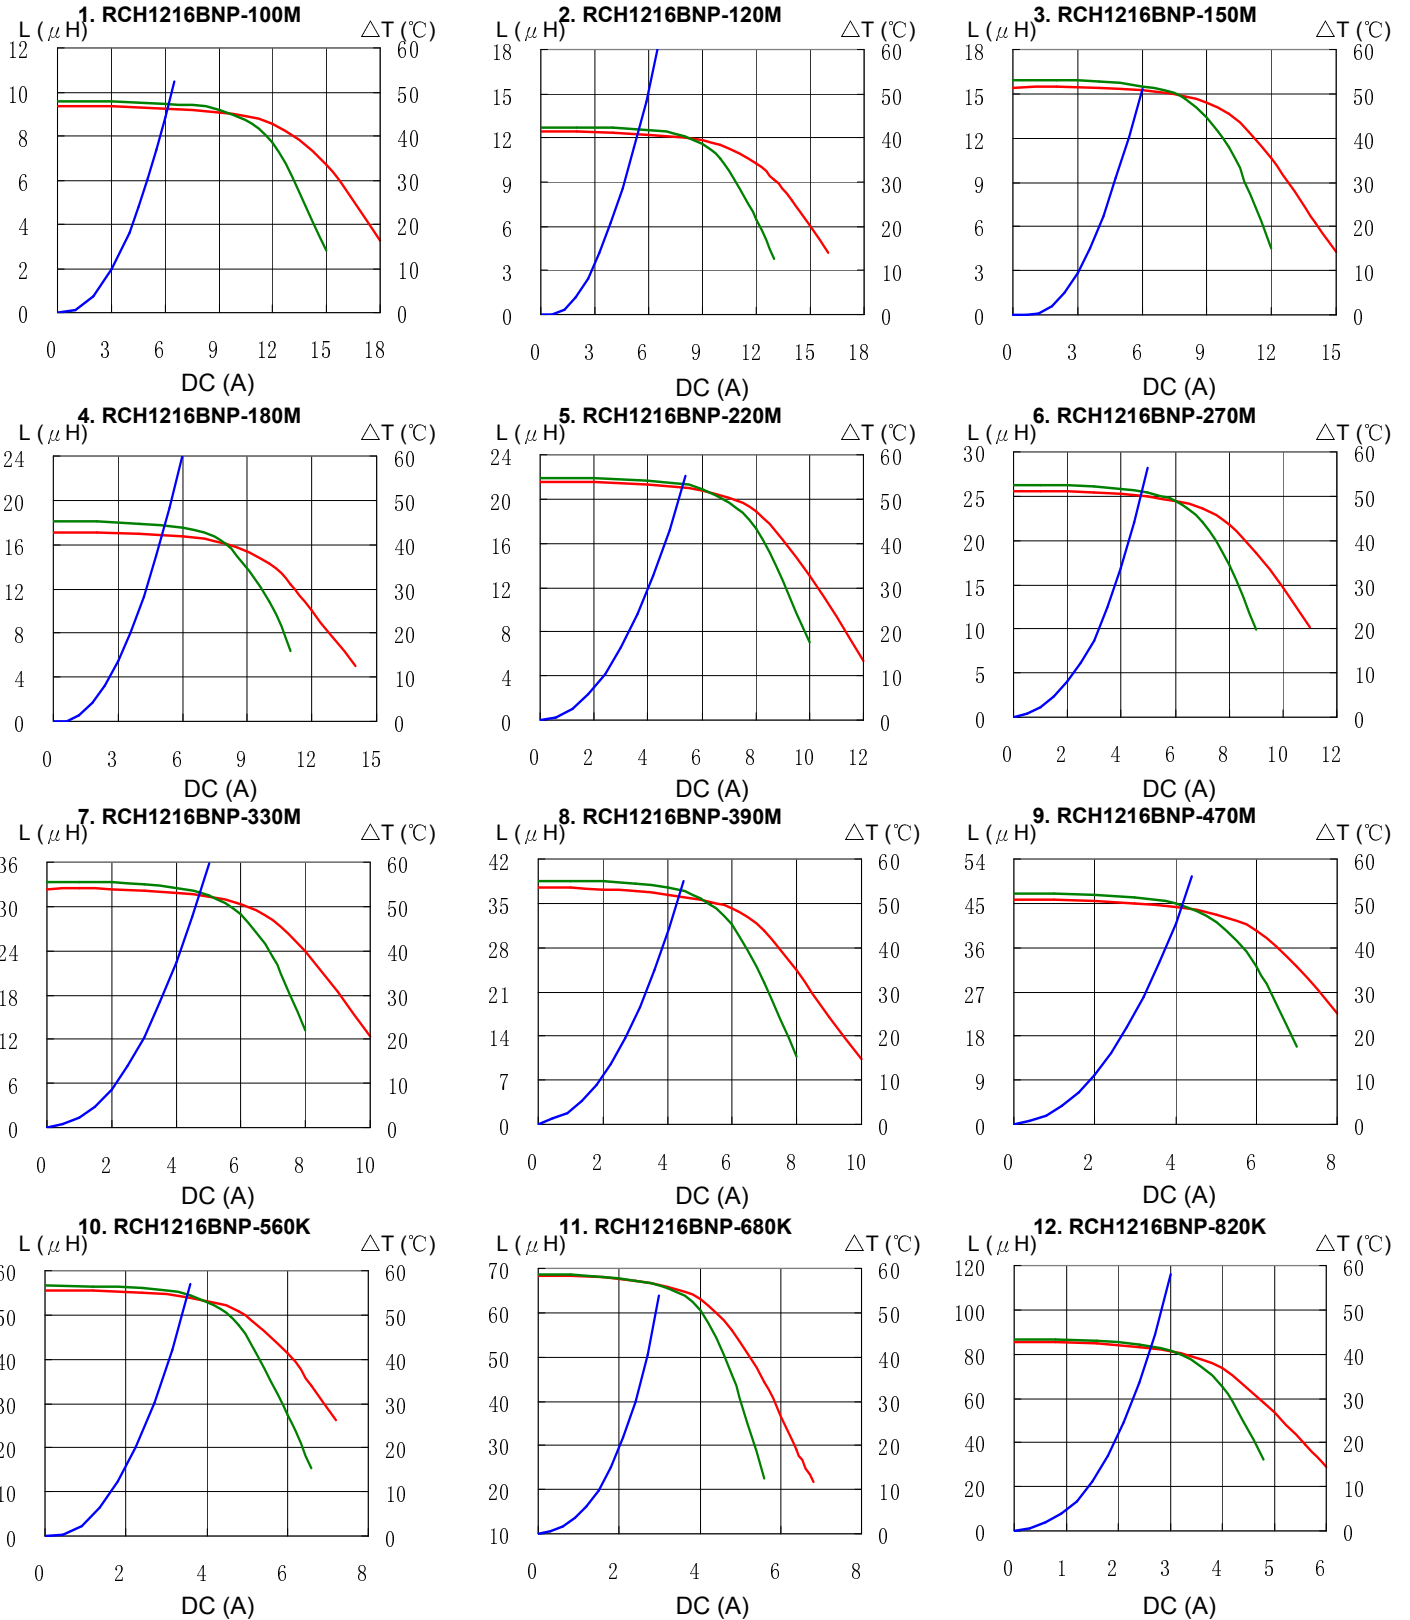 1. RCH1216BNP-100M
L (μH) △T (℃)
12 60
10 50
8 40
6 30
4 20
2 10
0 0
0 3 6 9 12 15 18
DC (A)
2. RCH1216BNP-120M
L (μH) △T (℃)
18 60
15 50
12 40
9 30
6 20
3 10
0 0
0 3 6 9 12 15 18
DC (A)
3. RCH1216BNP-150M
L (μH) △T (℃)
18 60
15 50
12 40
9 30
6 20
3 10
0 0
0 3 6 9 12 15
DC (A)
4. RCH1216BNP-180M
L (μH) △T (℃)
24 60
20 50
16 40
12 30
8 20
4 10
0 0
0 3 6 9 12 15
DC (A)
5. RCH1216BNP-220M
L (μH) △T (℃)
24 60
20 50
16 40
12 30
8 20
4 10
0 0
0 2 4 6 8 10 12
DC (A)
6. RCH1216BNP-270M
L (μH) △T (℃)
30 60
25 50
20 40
15 30
10 20
5 10
0 0
0 2 4 6 8 10 12
DC (A)
7. RCH1216BNP-330M
L (μH) △T (℃)
36 60
30 50
24 40
18 30
12 20
6 10
0 0
0 2 4 6 8 10
DC (A)
8. RCH1216BNP-390M
L (μH) △T (℃)
42 60
35 50
28 40
21 30
14 20
7 10
0 0
0 2 4 6 8 10
DC (A)
9. RCH1216BNP-470M
L (μH) △T (℃)
54 60
45 50
36 40
27 30
18 20
9 10
0 0
0 2 4 6 8
DC (A)
10. RCH1216BNP-560K
L (μH) △T (℃)
60 60
50 50
40 40
30 30
20 20
10 10
0 0
0 2 4 6 8
DC (A)
11. RCH1216BNP-680K
L (μH) △T (℃)
70 60
60 50
50 40
40 30
30 20
20 10
10 0
0 2 4 6 8
DC (A)
12. RCH1216BNP-820K
L (μH) △T (℃)
120 60
100 50
80 40
60 30
40 20
20 10
0 0
0 1 2 3 4 5 6
DC (A)